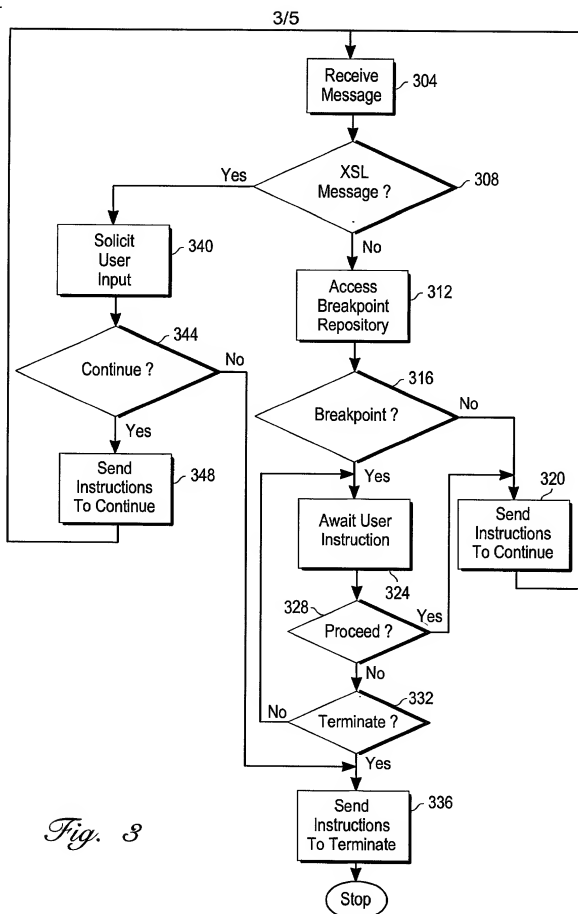 3/5
Receive
Message
304
XSL
Message ?
308
Yes
No
Solicit
User
Input
340
Access
Breakpoint
Repository
312
344
Continue ?
No
Yes
316
Breakpoint ?
No
Yes
Send
Instructions
To Continue
348
Await User
Instruction
324
320
Send
Instructions
To Continue
328
Proceed ?
Yes
No
332
Terminate ?
No
Yes
Send
Instructions
To Terminate
336
Stop
Fig. 3